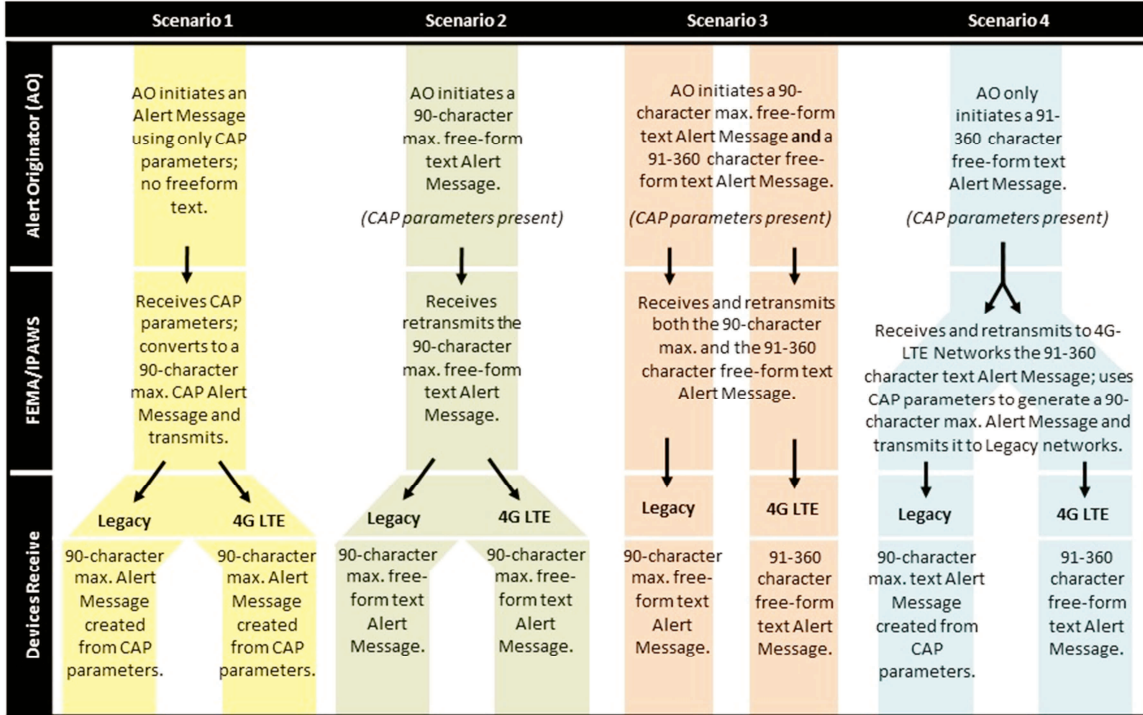 Scenario 1
Scenario 2
Scenario 3
Scenario 4
Alert Originator (AO)
AO initiates an
Alert Message
using only CAP
parameters;
no freeform
text.
AO initiates a
90-character
max. free-form
text Alert
Message.
(CAP parameters present)
AO initiates a 90-
character max. free-form
text Alert Message and a
91-360 character free-
form text Alert Message.
(CAP parameters present)
AO only
initiates a 91-
360 character
free-form text
Alert Message.
(CAP parameters present)
FEMA/IPAWS
Receives CAP
parameters;
converts to a
90-character
max. CAP Alert
Message and
transmits.
Receives
retransmits the
90-character
max. free-form
text Alert
Message.
Receives and retransmits
both the 90-character
max. and the 91-360
character free-form text
Alert Message.
Receives and retransmits to 4G-
LTE Networks the 91-360
character text Alert Message; uses
CAP parameters to generate a 90-
character max. Alert Message and
transmits it to Legacy networks.
Devices Receive
Legacy
90-character
max. Alert
Message
created
from CAP
parameters.
4G LTE
90-character
max. Alert
Message
created
from CAP
parameters.
Legacy
90-character
max. free-
form text
Alert
Message.
4G LTE
90-character
max. free-
form text
Alert
Message.
Legacy
90-character
max. free-
form text
Alert
Message.
4G LTE
91-360
character
free-form
text Alert
Message.
Legacy
90-character
max. text Alert
Message
created from
CAP
parameters.
4G LTE
91-360
character
free-form
text Alert
Message.